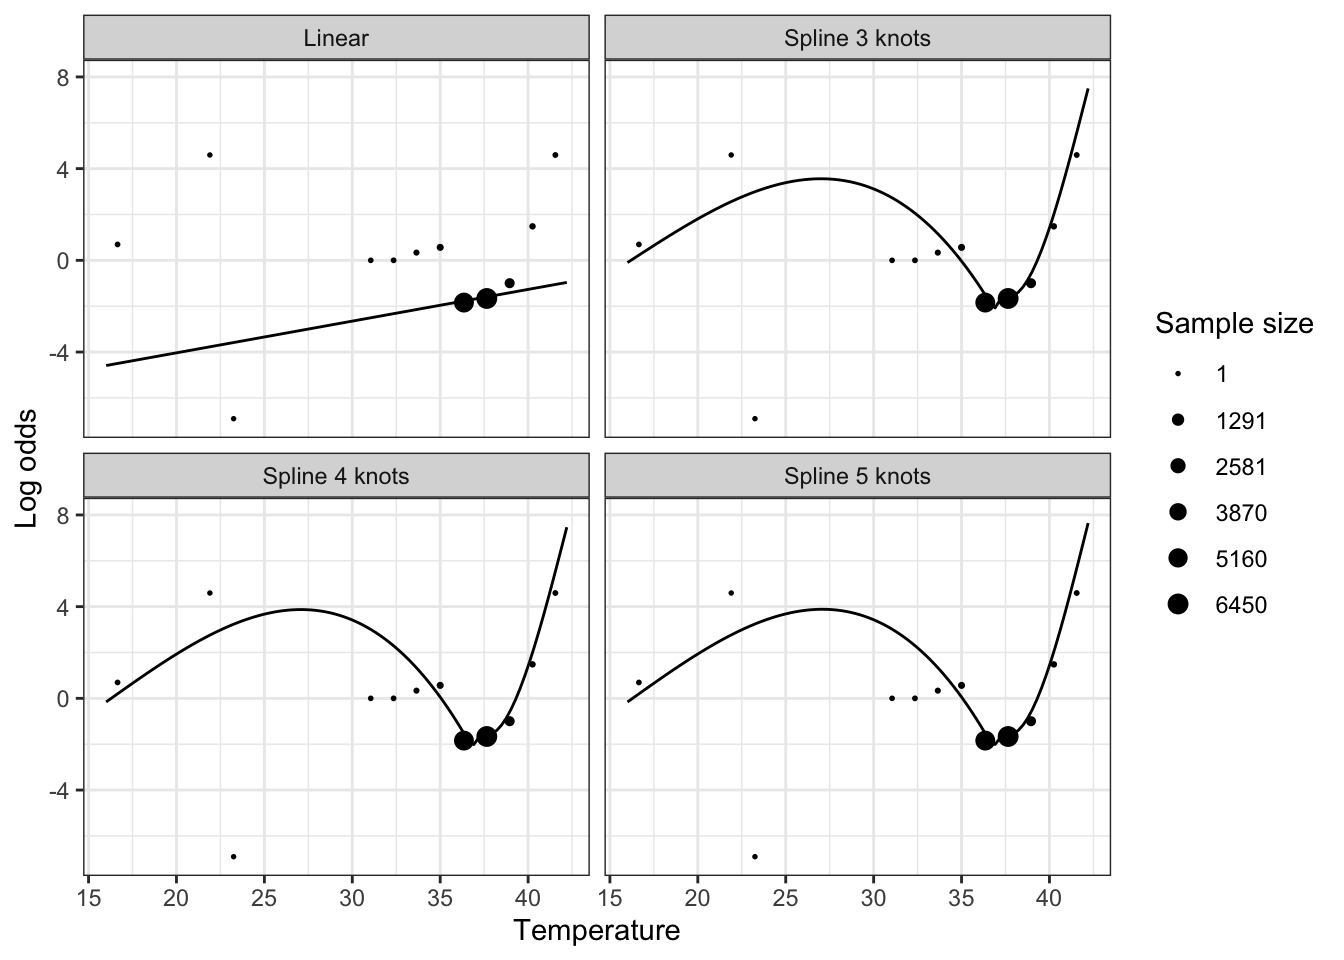 Linear
Spline 3 knots
8
4
0
-4
Spline 4 knots
Spline 5 knots
8
4
0
-4
15 20 25 30 35 40
15 20 25 30 35 40
Temperature
Log odds
Sample size
1
1291
2581
3870
5160
6450